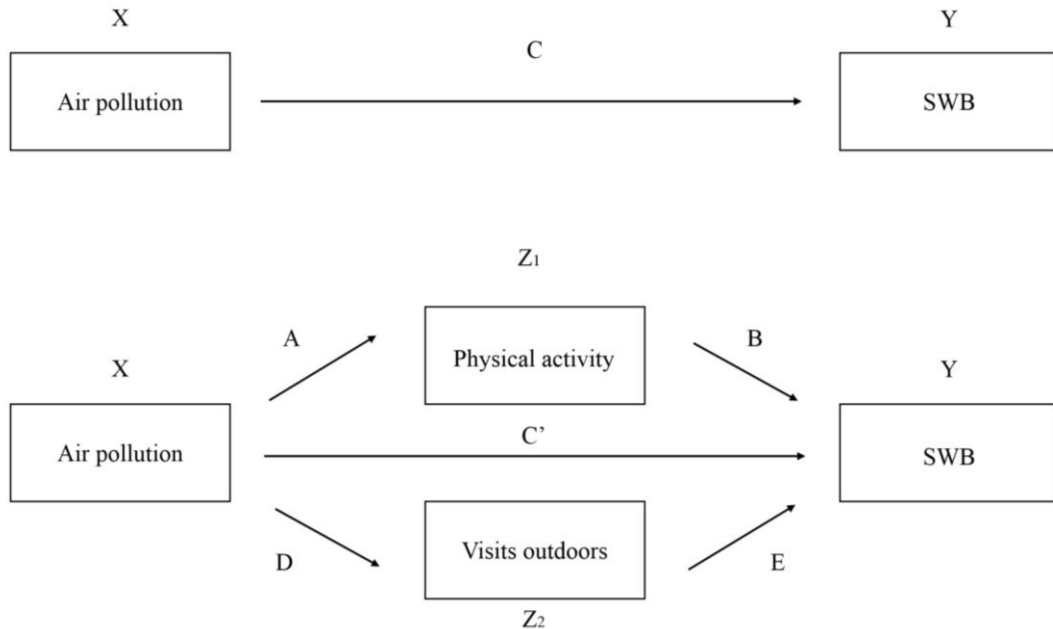 X
Y
C
Air pollution
SWB
Z1
A
B
Physical activity
X
Y
C’
Air pollution
SWB
D
Visits outdoors
E
Z2